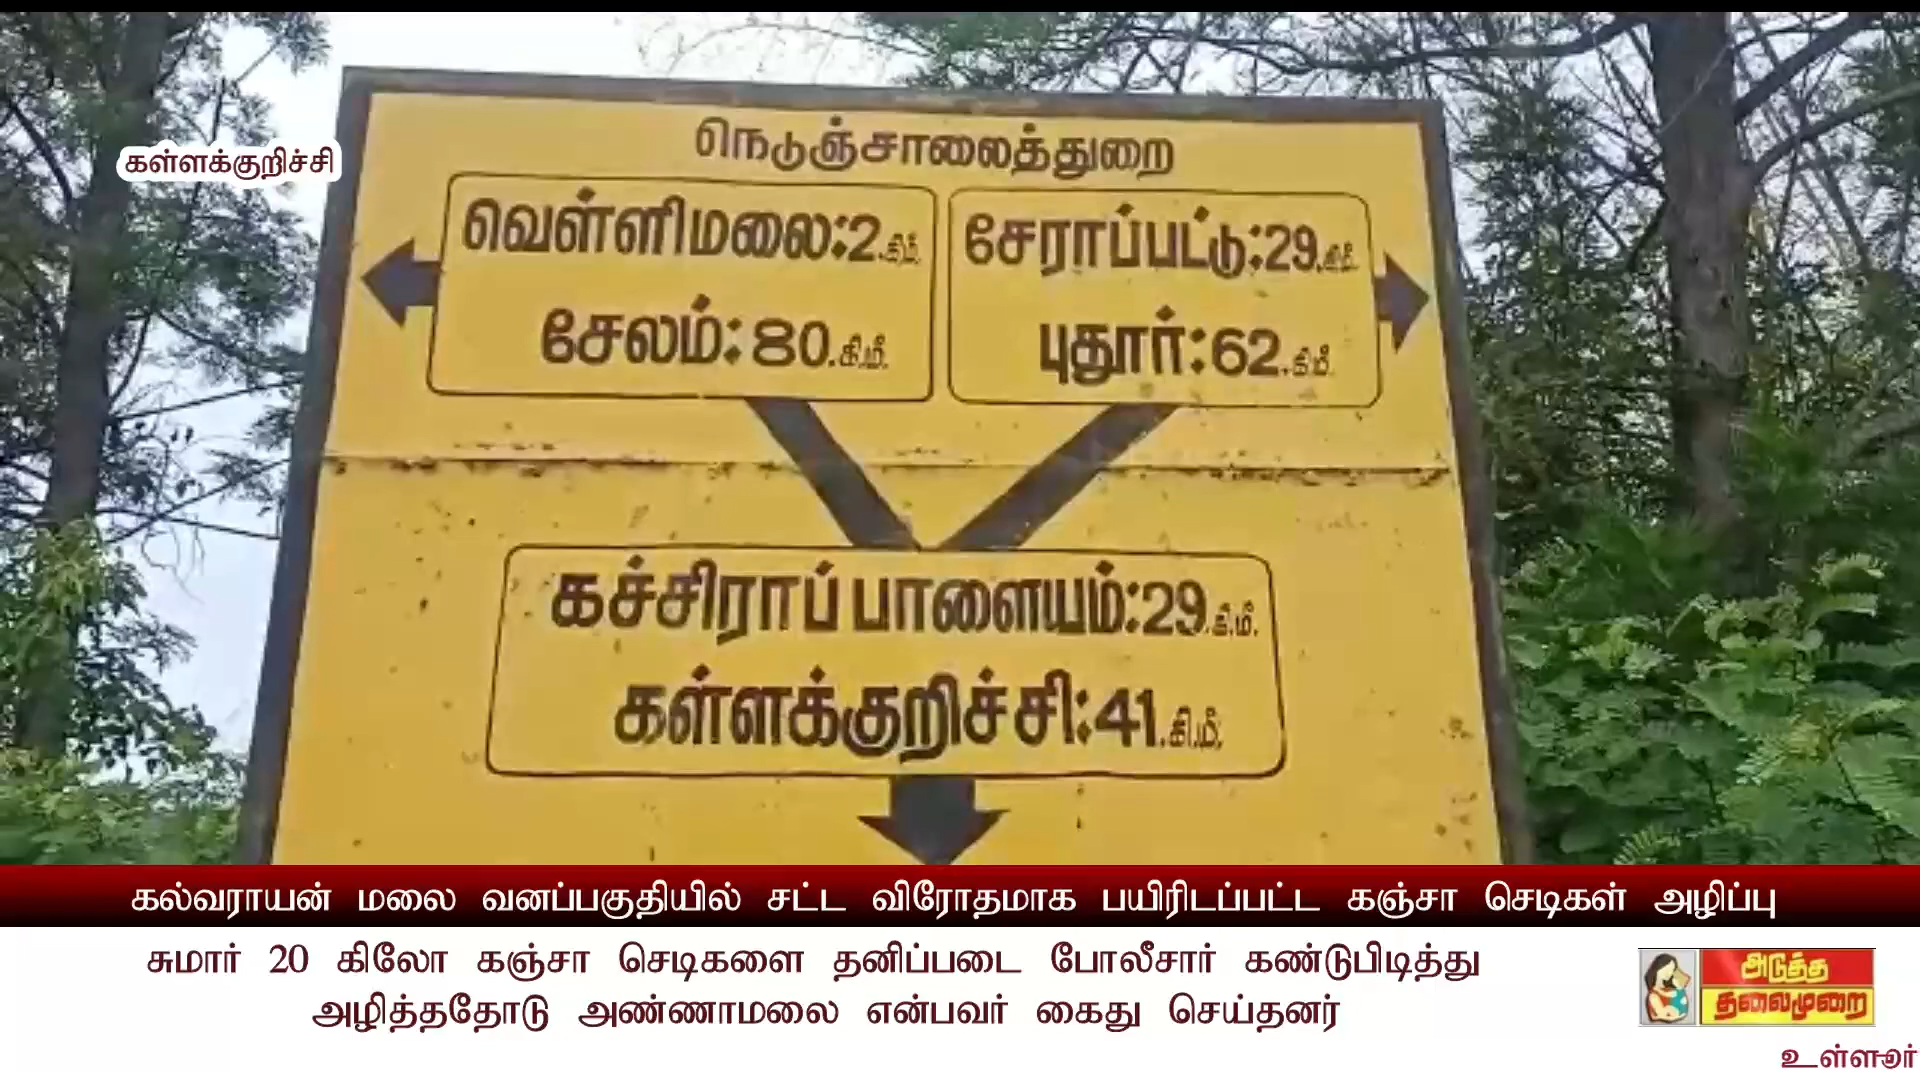 நெடுஞ்சாலைத்துறை
கள்ளக்குறிச்சி
வெள்ளிமலை:2.கி.மீ.
சேலம்:80.கி.மீ.
சேராப்பட்டு:29.கி.மீ.
புதூர்:62.கி.மீ.
கச்சிராப் பாளையம்:29.கி.மீ.
கள்ளக்குறிச்சி:41.கி.மீ.
கல்வராயன் மலை வனப்பகுதியில் சட்ட விரோதமாக பயிரிடப்பட்ட கஞ்சா செடிகள் அழிப்பு
சுமார் 20 கிலோ கஞ்சா செடிகளை தனிப்படை போலீசார் கண்டுபிடித்து
அழித்ததோடு அண்ணாமலை என்பவர் கைது செய்தனர்
அடுத்த
தலைமுறை
உள்ளூர்